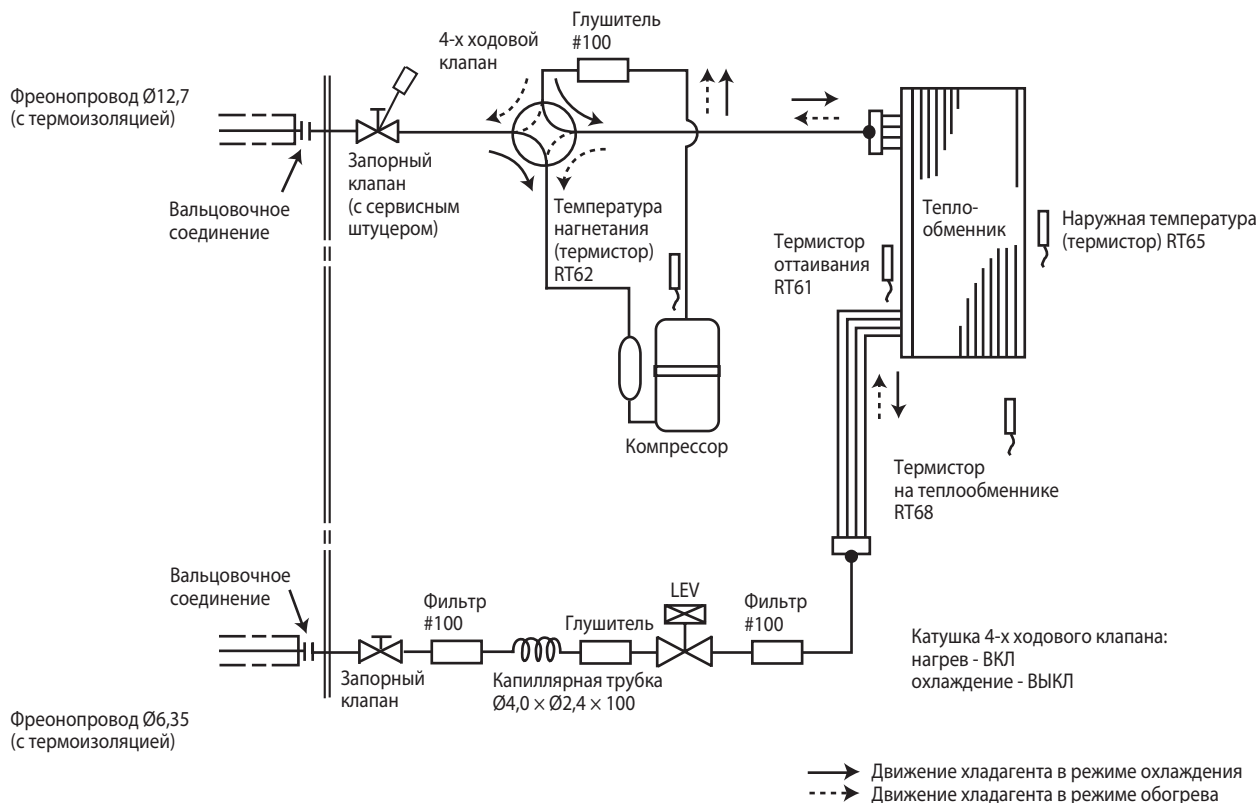 Глушитель
#100
4-х ходовой
клапан
Фреонопровод Ø12,7
(с термоизоляцией)
Запорный
клапан
(с сервисным
штуцером)
Вальцовочное
соединение
Температура
нагнетания
(термистор)
RT62
Тепло-
обменник
Наружная температура
(термистор) RT65
Термистор
оттаивания
RT61
Компрессор
Термистор
на теплообменнике
RT68
Вальцовочное
соединение
Фильтр
#100
Глушитель
LEV
Фильтр
#100
Запорный
клапан
Капиллярная трубка
Ø4,0 × Ø2,4 × 100
Катушка 4-х ходового клапана:
нагрев - ВКЛ
охлаждение - ВЫКЛ
Фреонопровод Ø6,35
(с термоизоляцией)
Движение хладагента в режиме охлаждения
Движение хладагента в режиме обогрева